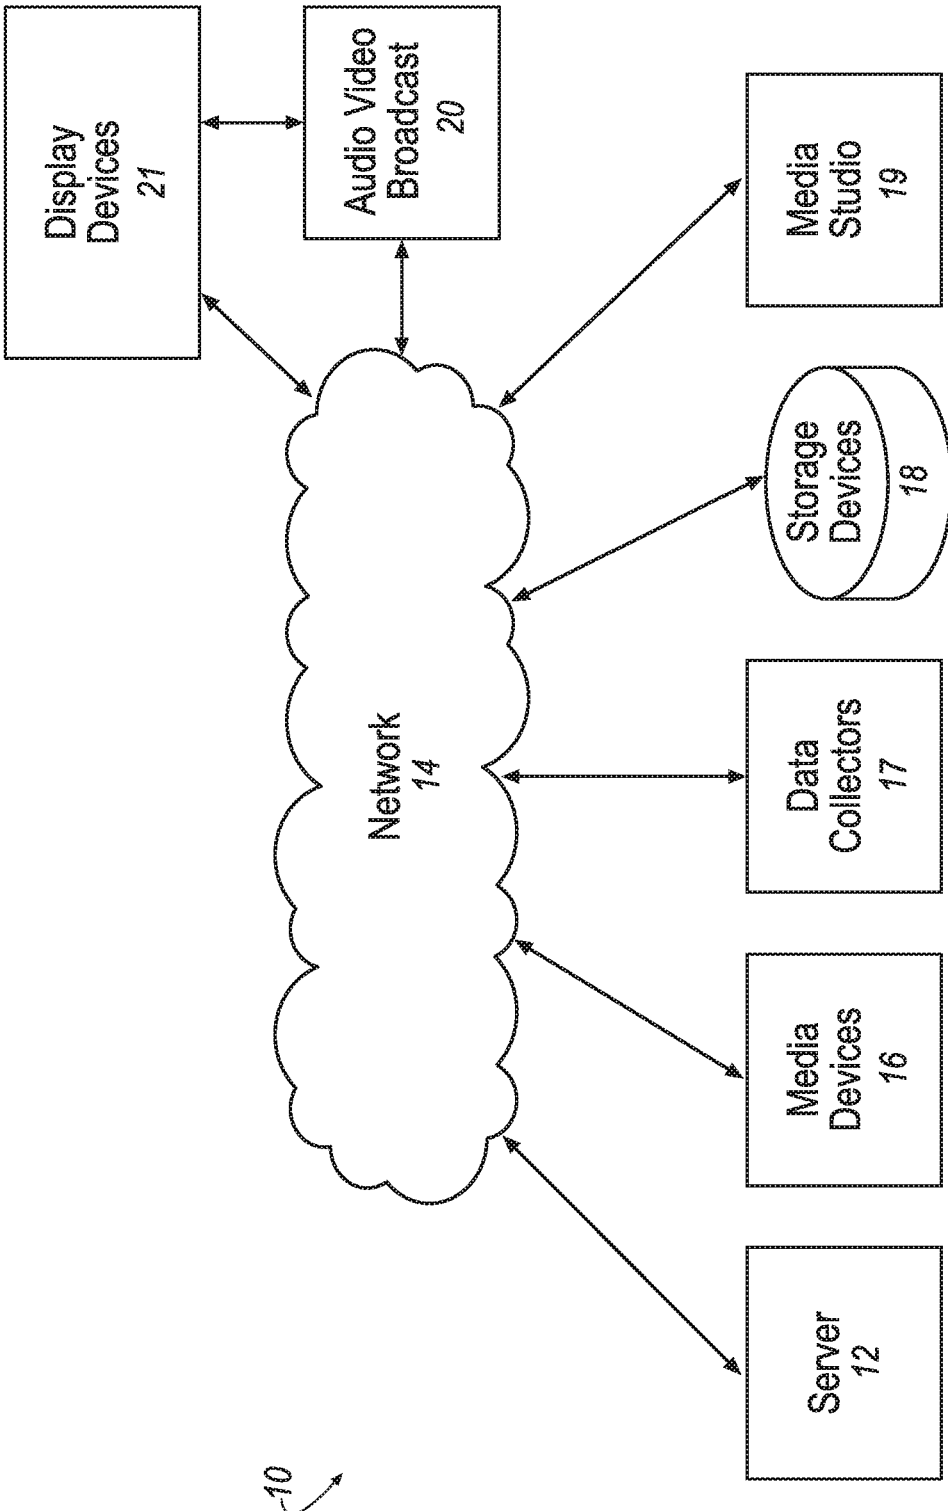 10
Display
Devices
21
Audio Video
Broadcast
20
Network
14
Server
12
Media
Devices
16
Data
Collectors
17
Storage
Devices
18
Media
Studio
19